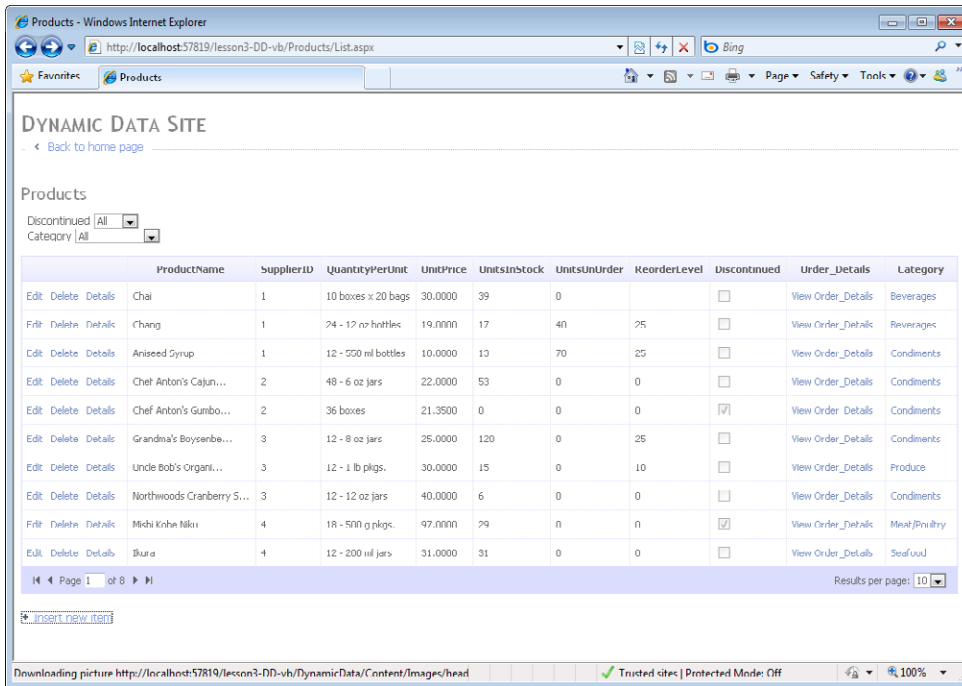 Products - Windows Internet Explorer
http://localhost:57819/lesson3-DD-vb/Products/List.aspx
Bing
Favorites
Products
Page
Safety
Tools
DYNAMIC DATA SITE
Back to home page
Products
Discontinued All
Category All
ProductName SupplierID QuantityPerUnit UnitPrice UnitsInStock UnitsOnOrder ReorderLevel Discontinued Order_Details Category
Edit Delete Details Chai 1 10 boxes x 20 bags 30.0000 39 0 View Order_Details Beverages
Edit Delete Details Chang 1 24 - 12 oz bottles 19.0000 17 40 25 View Order_Details Beverages
Edit Delete Details Aniseed Syrup 1 12 - 550 ml bottles 10.0000 13 70 25 View Order_Details Condiments
Edit Delete Details Chef Anton's Cajun... 2 48 - 6 oz jars 22.0000 53 0 0 View Order_Details Condiments
Edit Delete Details Chef Anton's Gumbo... 2 36 boxes 21.3500 0 0 0 View Order_Details Condiments
Edit Delete Details Grandma's Boysenbe... 3 12 - 8 oz jars 25.0000 120 0 25 View Order_Details Condiments
Edit Delete Details Uncle Bob's Organi... 3 12 - 1 lb pkgs. 30.0000 15 0 10 View Order_Details Produce
Edit Delete Details Northwoods Cranberry S... 3 12 - 12 oz jars 40.0000 6 0 0 View Order_Details Condiments
Edit Delete Details Mishi Kobe Niku 4 18 - 500 g pkgs. 97.0000 29 0 0 View Order_Details Meat/Poultry
Edit Delete Details Ikura 4 12 - 200 ml jars 31.0000 31 0 0 View Order_Details Seafood
Page 1 of 8 Results per page: 10
Insert new item
Downloading picture http://localhost:57819/lesson3-DD-vb/DynamicData/Content/Images/head
Trusted sites | Protected Mode: Off
100%